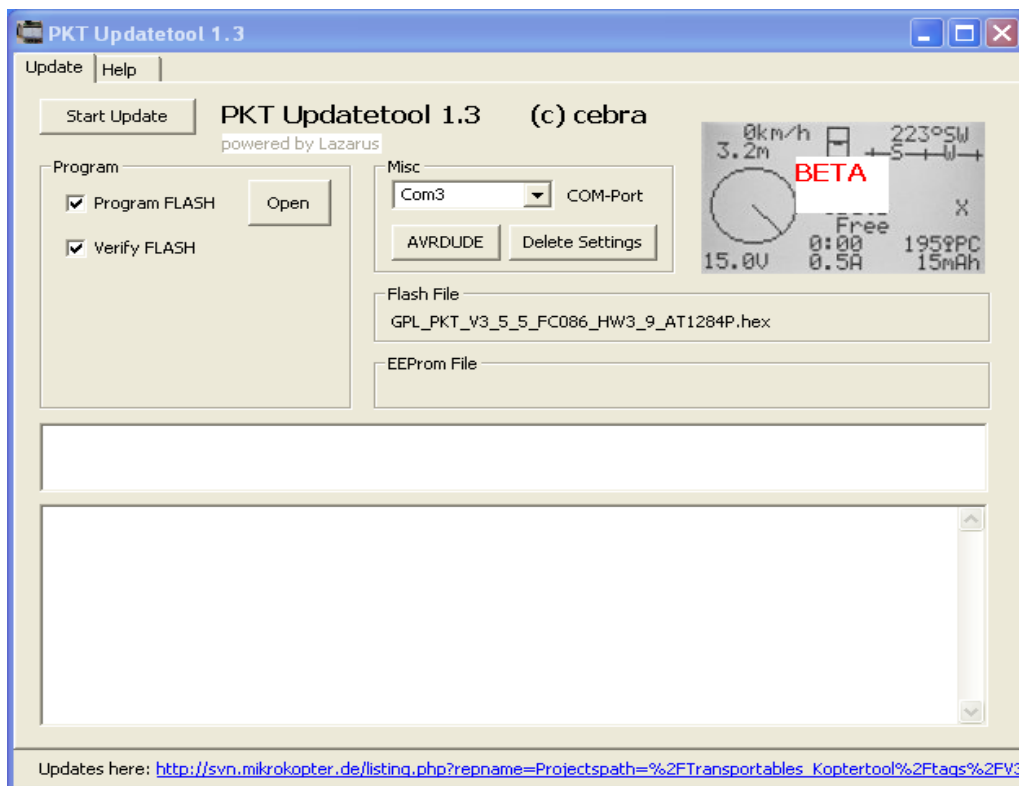 PKT Updatetool 1.3
Update Help
Start Update
PKT Updatetool 1.3 (c) cebra
powered by Lazarus
Program
Program FLASH
Open
Verify FLASH
Misc
Com3 COM-Port
AVRDUDE Delete Settings
0km/h 223°SW
3.2m S W
BETA
X
Free
0:00 195 PC
15.0V 0.5A 15mAh
Flash File
GPL_PKT_V3_5_5_FC086_HW3_9_AT1284P.hex
EEProm File
Updates here: http://svn.mikrokopter.de/listing.php?repname=Projectspath=%2FTransportables_Koptertool%2Ftags%2FV3